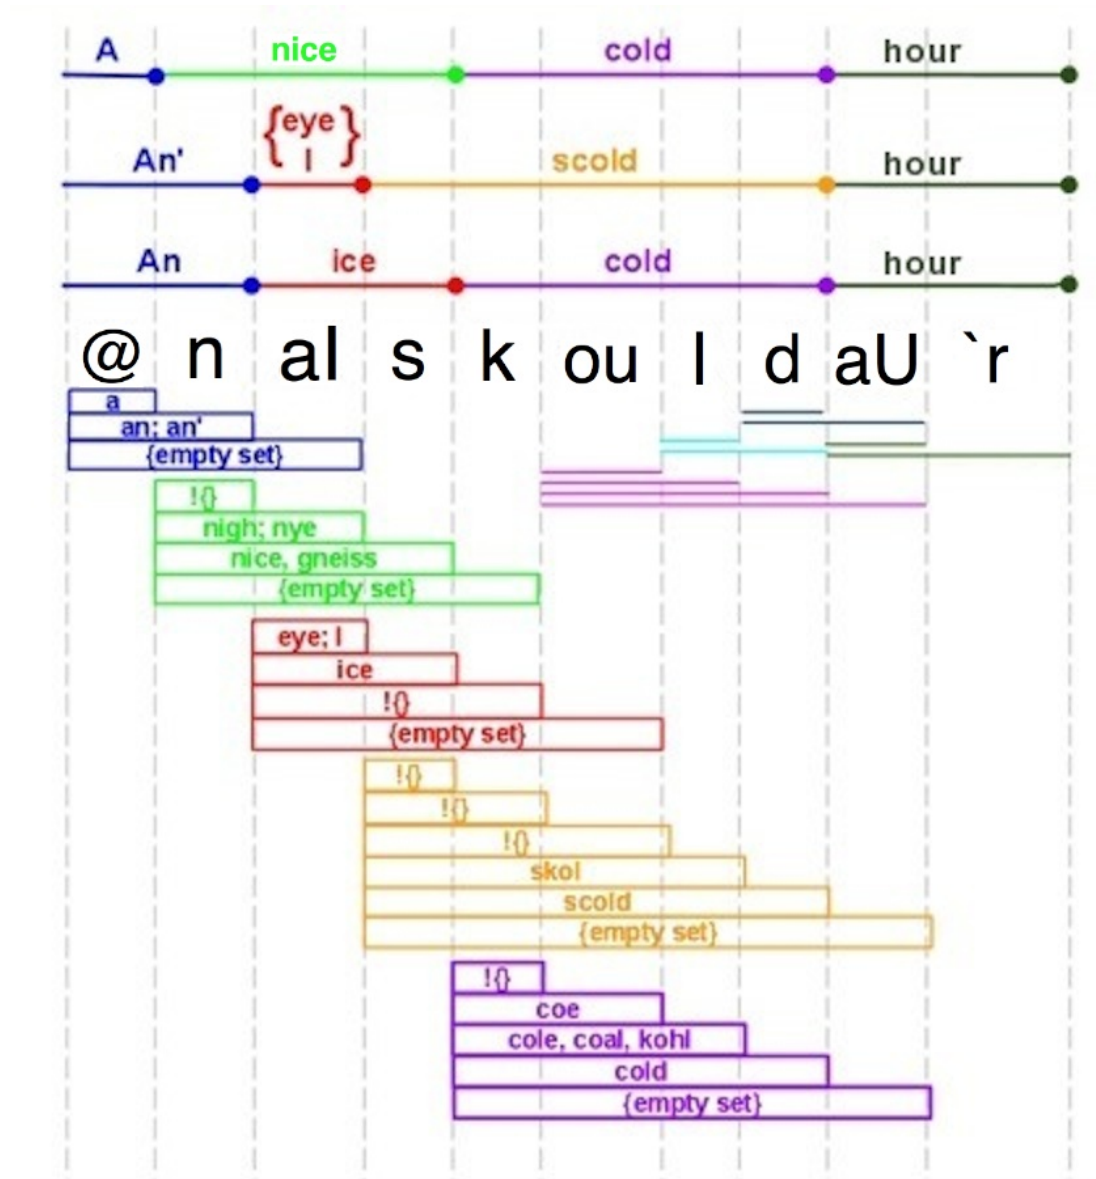 A nice cold hour
{eye
I}
An' scold hour
An ice cold hour
@ n aI s k ou l d aU `r
a
an; an'
{empty set}
!{}
nigh; nye
nice, gneiss
{empty set}
eye; I
ice
!{}
{empty set}
!{}
!{}
!{}
skol
scold
{empty set}
!{}
coe
cole, coal, kohl
cold
{empty set}